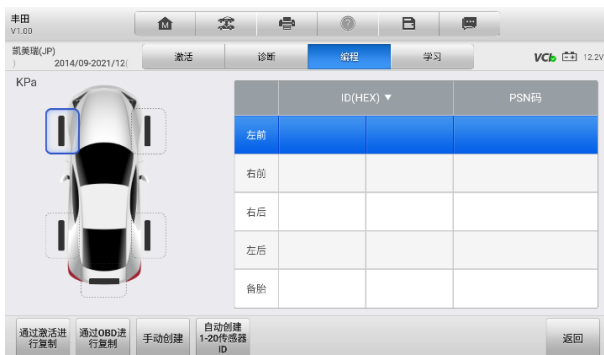 丰田
V1.00
M
凯美瑞(JP)
) 2014/09-2021/12(
激活
诊断
编程
学习
VCI
12.2V
KPa
ID(HEX) ▼
PSN码
左前
右前
右后
左后
备胎
通过激活进
行复制
通过OBD进
行复制
手动创建
自动创建
1-20传感器
ID
返回